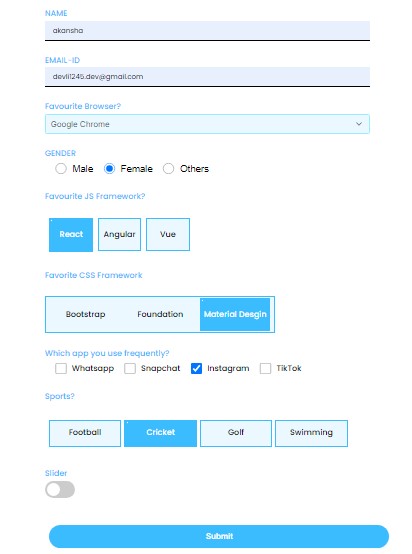 NAME
akansha
EMAIL-ID
devli1245.dev@gmail.com
Favourite Browser?
Google Chrome
GENDER
Male Female Others
Favourite JS Framework?
React Angular Vue
Favorite CSS Framework
Bootstrap Foundation Material Desgin
Which app you use frequently?
Whatsapp Snapchat Instagram TikTok
Sports?
Football Cricket Golf Swimming
Slider
Submit